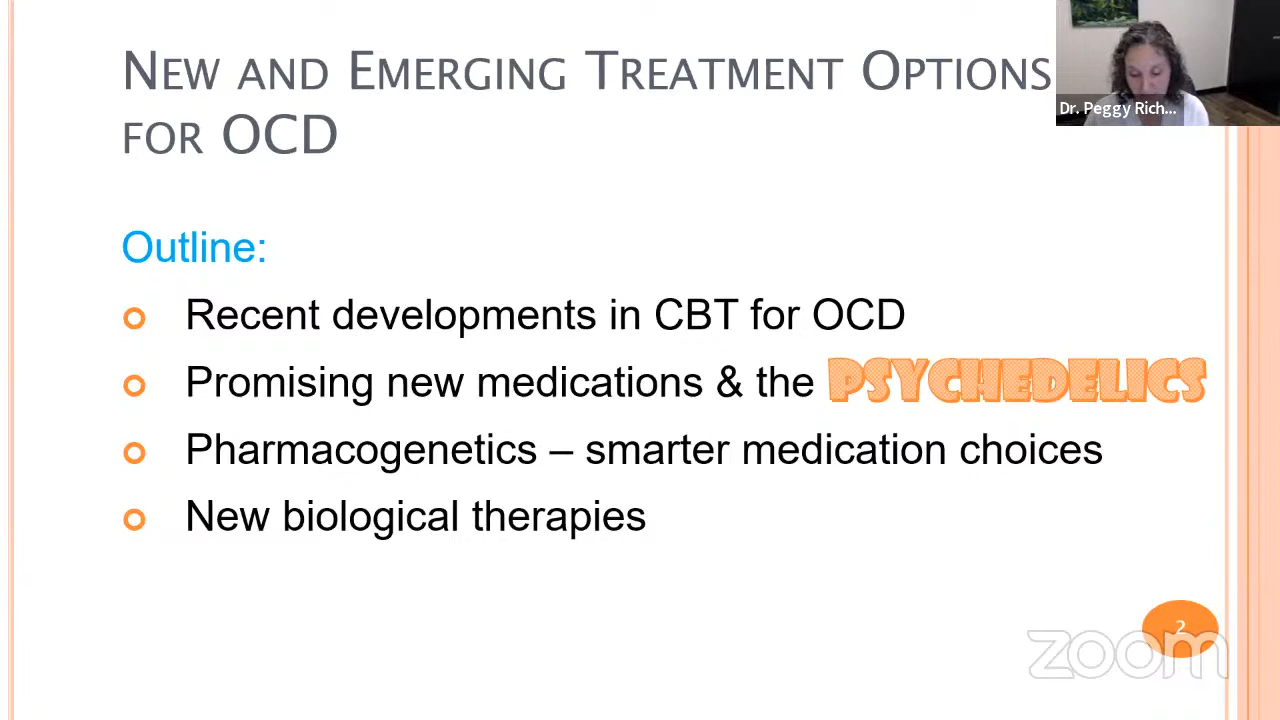 NEW AND EMERGING TREATMENT OPTIONS
FOR OCD
Dr. Peggy Rich...
Outline:
Recent developments in CBT for OCD
Promising new medications & the PSYCHEDELICS
Pharmacogenetics – smarter medication choices
New biological therapies
2
zoom